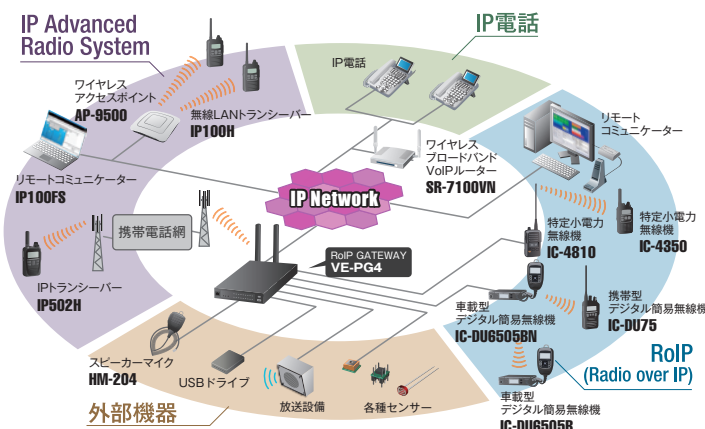 IP Advanced
Radio System
ワイヤレス
アクセスポイント
AP-9500
無線LANトランシーバー
IP100H
リモートコミュニケーター
IP100FS
携帯電話網
IPトランシーバー
IP502H
IP電話
IP電話
ワイヤレス
ブロードバンド
VoIPルーター
SR-7100VN
IP Network
RoIP GATEWAY
VE-PG4
リモート
コミュニケーター
特定小電力
無線機
IC-4810
特定小電力
無線機
IC-4350
車載型
デジタル簡易無線機
IC-DU6505BN
携帯型
デジタル簡易無線機
IC-DU75
車載型
デジタル簡易無線機
IC-DU6505B
RoIP
(Radio over IP)
スピーカーマイク
HM-204
USBドライブ
放送設備
各種センサー
外部機器